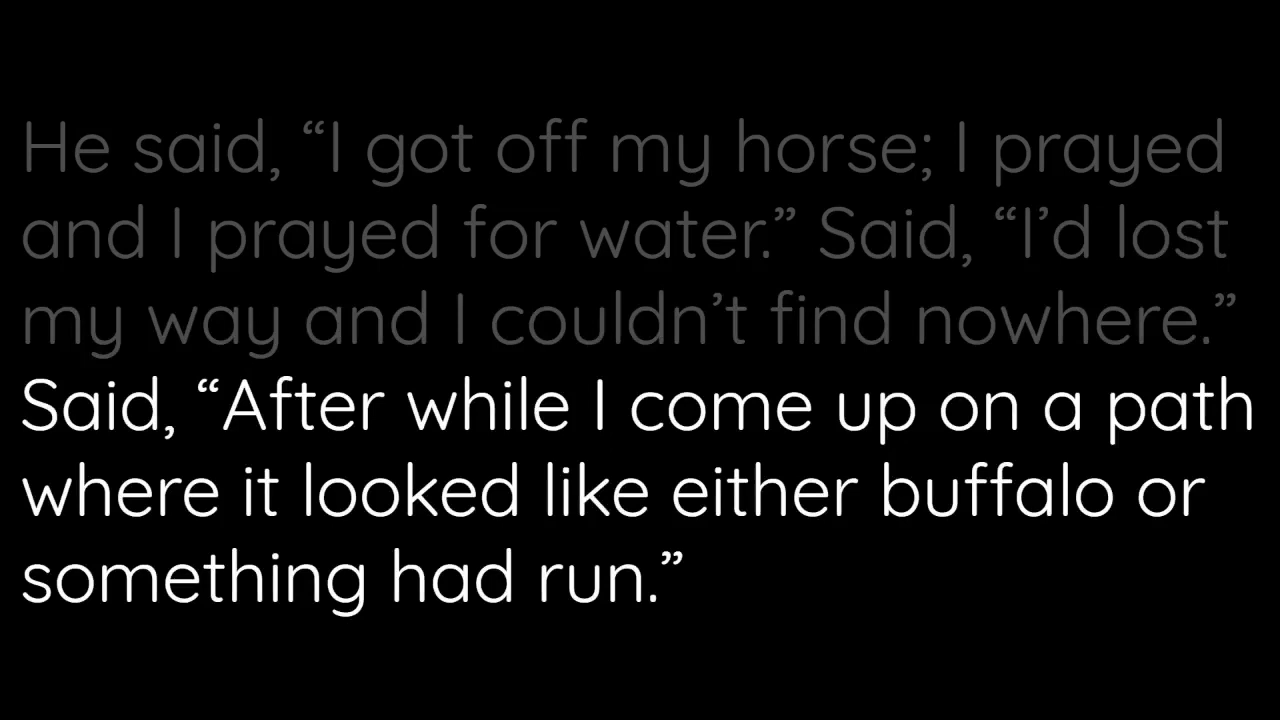 He said, “I got off my horse; I prayed
and I prayed for water.” Said, “I’d lost
my way and I couldn’t find nowhere.”
Said, “After while I come up on a path
where it looked like either buffalo or
something had run.”